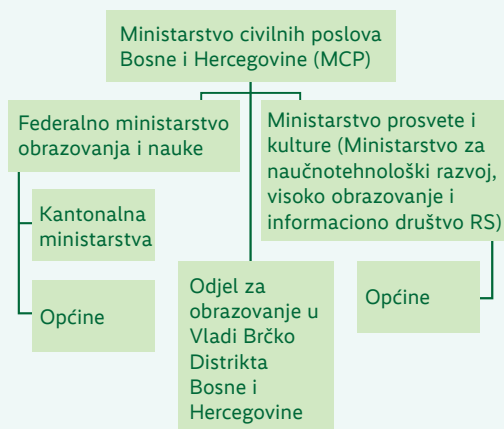 Ministarstvo civilnih poslova
Bosne i Hercegovine (MCP)
Federalno ministarstvo
obrazovanja i nauke
Ministarstvo prosvete i
kulture (Ministarstvo za
naučnotehnološki razvoj,
visoko obrazovanje i
informaciono društvo RS)
Kantonalna
ministarstva
Općine
Odjel za
obrazovanje u
Vladi Brčko
Distrikta
Bosne i
Hercegovine
Općine